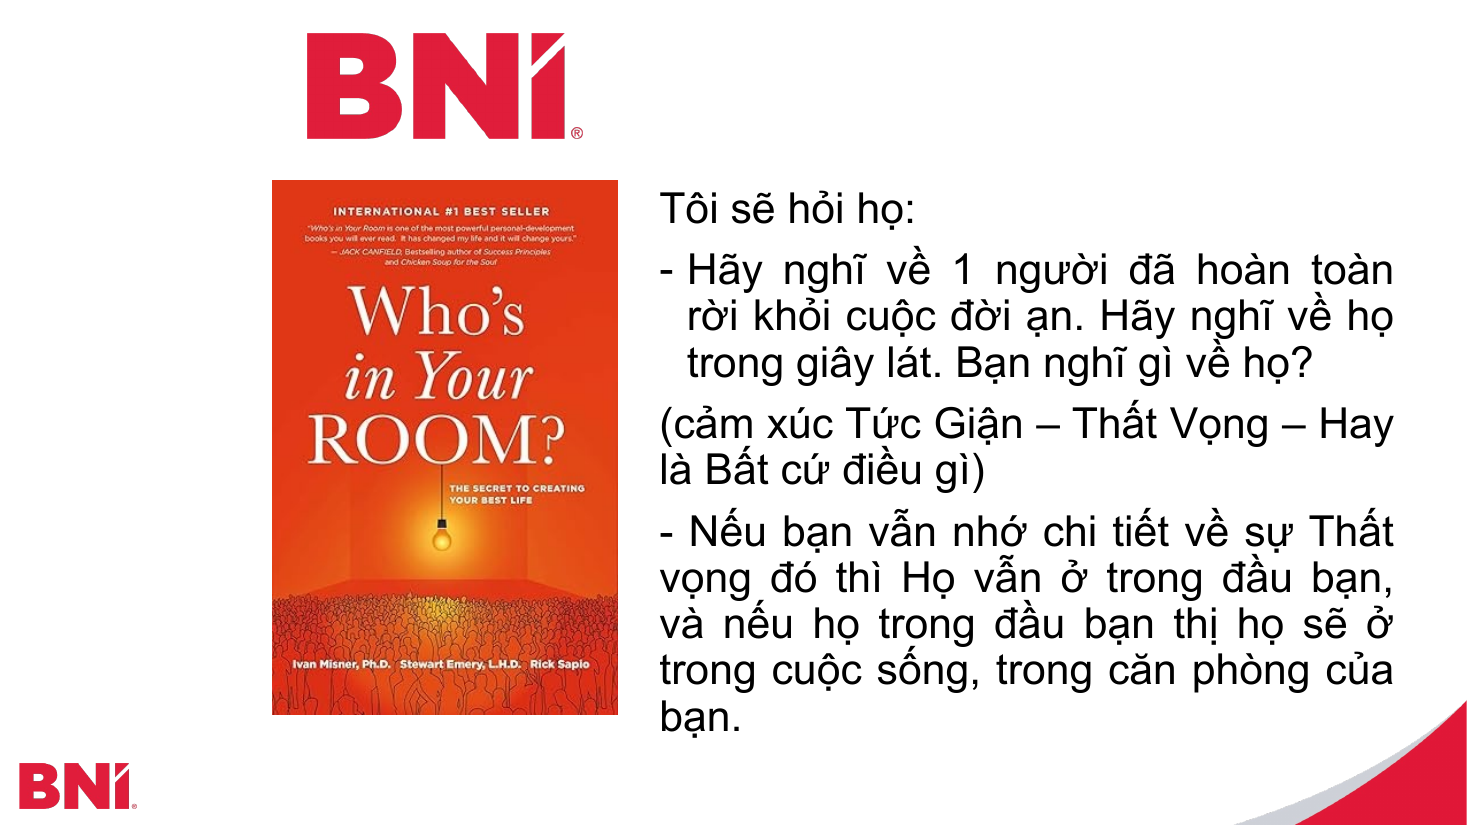 BNI®
INTERNATIONAL #1 BEST SELLER
"Who's in Your Room is one of the most powerful personal-development
books you will ever read. It has changed my life and it will change yours."
— JACK CANFIELD, Bestselling author of Success Principles
and Chicken Soup for the Soul
Who's
in Your
ROOM?
THE SECRET TO CREATING
YOUR BEST LIFE
Ivan Misner, Ph.D. Stewart Emery, L.H.D. Rick Sapio
Tôi sẽ hỏi họ:
- Hãy nghĩ về 1 người đã hoàn toàn
rời khỏi cuộc đời ạn. Hãy nghĩ về họ
trong giây lát. Bạn nghĩ gì về họ?
(cảm xúc Tức Giận – Thất Vọng – Hay
là Bất cứ điều gì)
- Nếu bạn vẫn nhớ chi tiết về sự Thất
vọng đó thì Họ vẫn ở trong đầu bạn,
và nếu họ trong đầu bạn thị họ sẽ ở
trong cuộc sống, trong căn phòng của
bạn.
BNI®